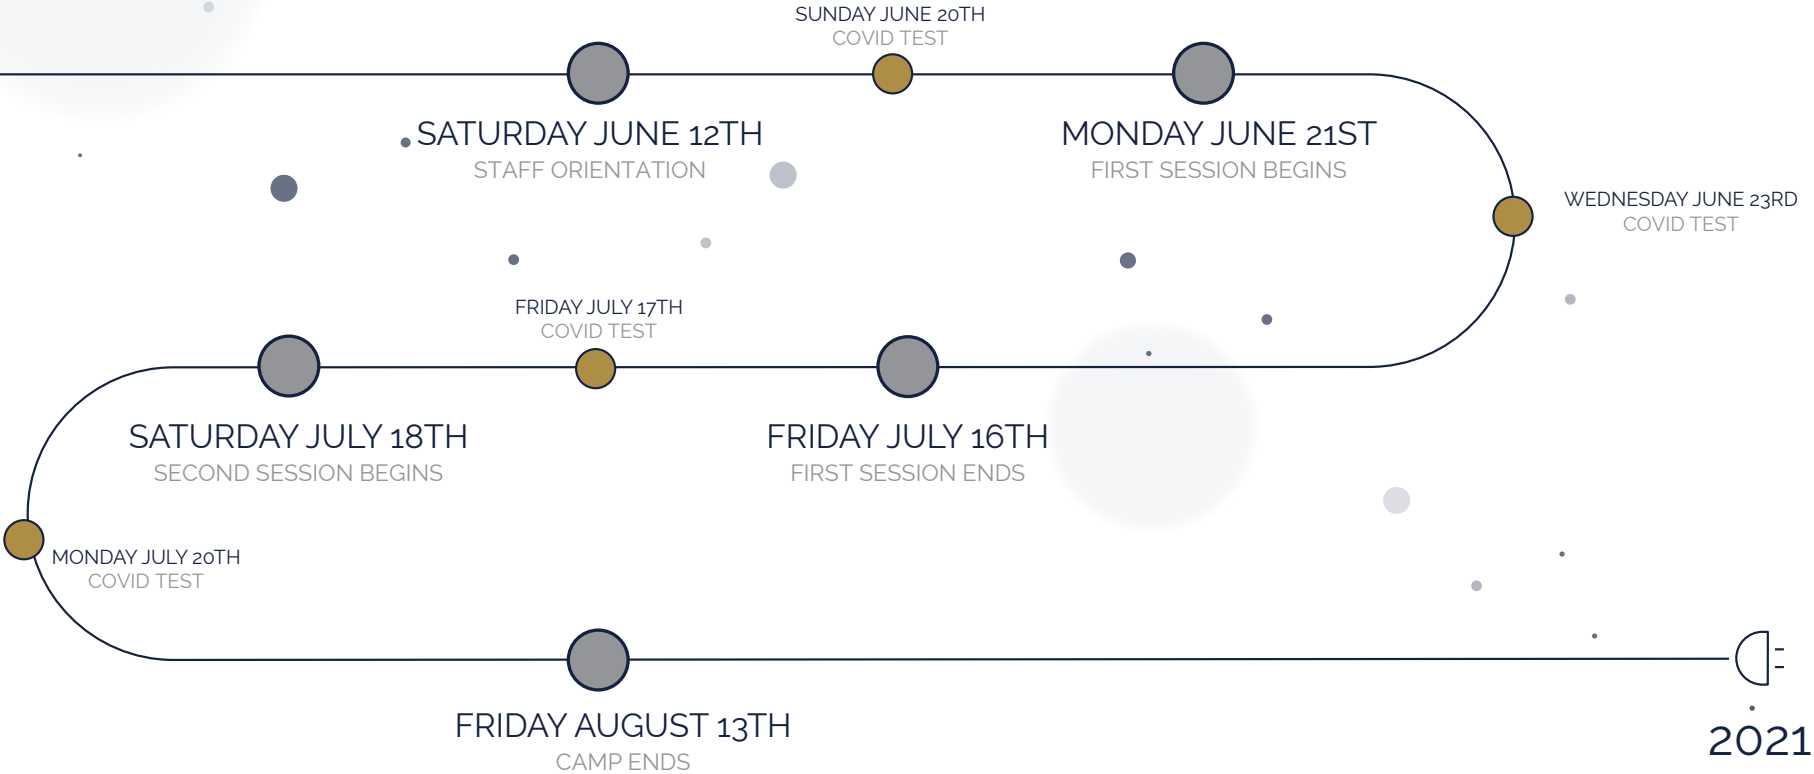 SUNDAY JUNE 20TH
COVID TEST
SATURDAY JUNE 12TH
STAFF ORIENTATION
MONDAY JUNE 21ST
FIRST SESSION BEGINS
WEDNESDAY JUNE 23RD
COVID TEST
FRIDAY JULY 17TH
COVID TEST
SATURDAY JULY 18TH
SECOND SESSION BEGINS
FRIDAY JULY 16TH
FIRST SESSION ENDS
MONDAY JULY 20TH
COVID TEST
FRIDAY AUGUST 13TH
CAMP ENDS
2021